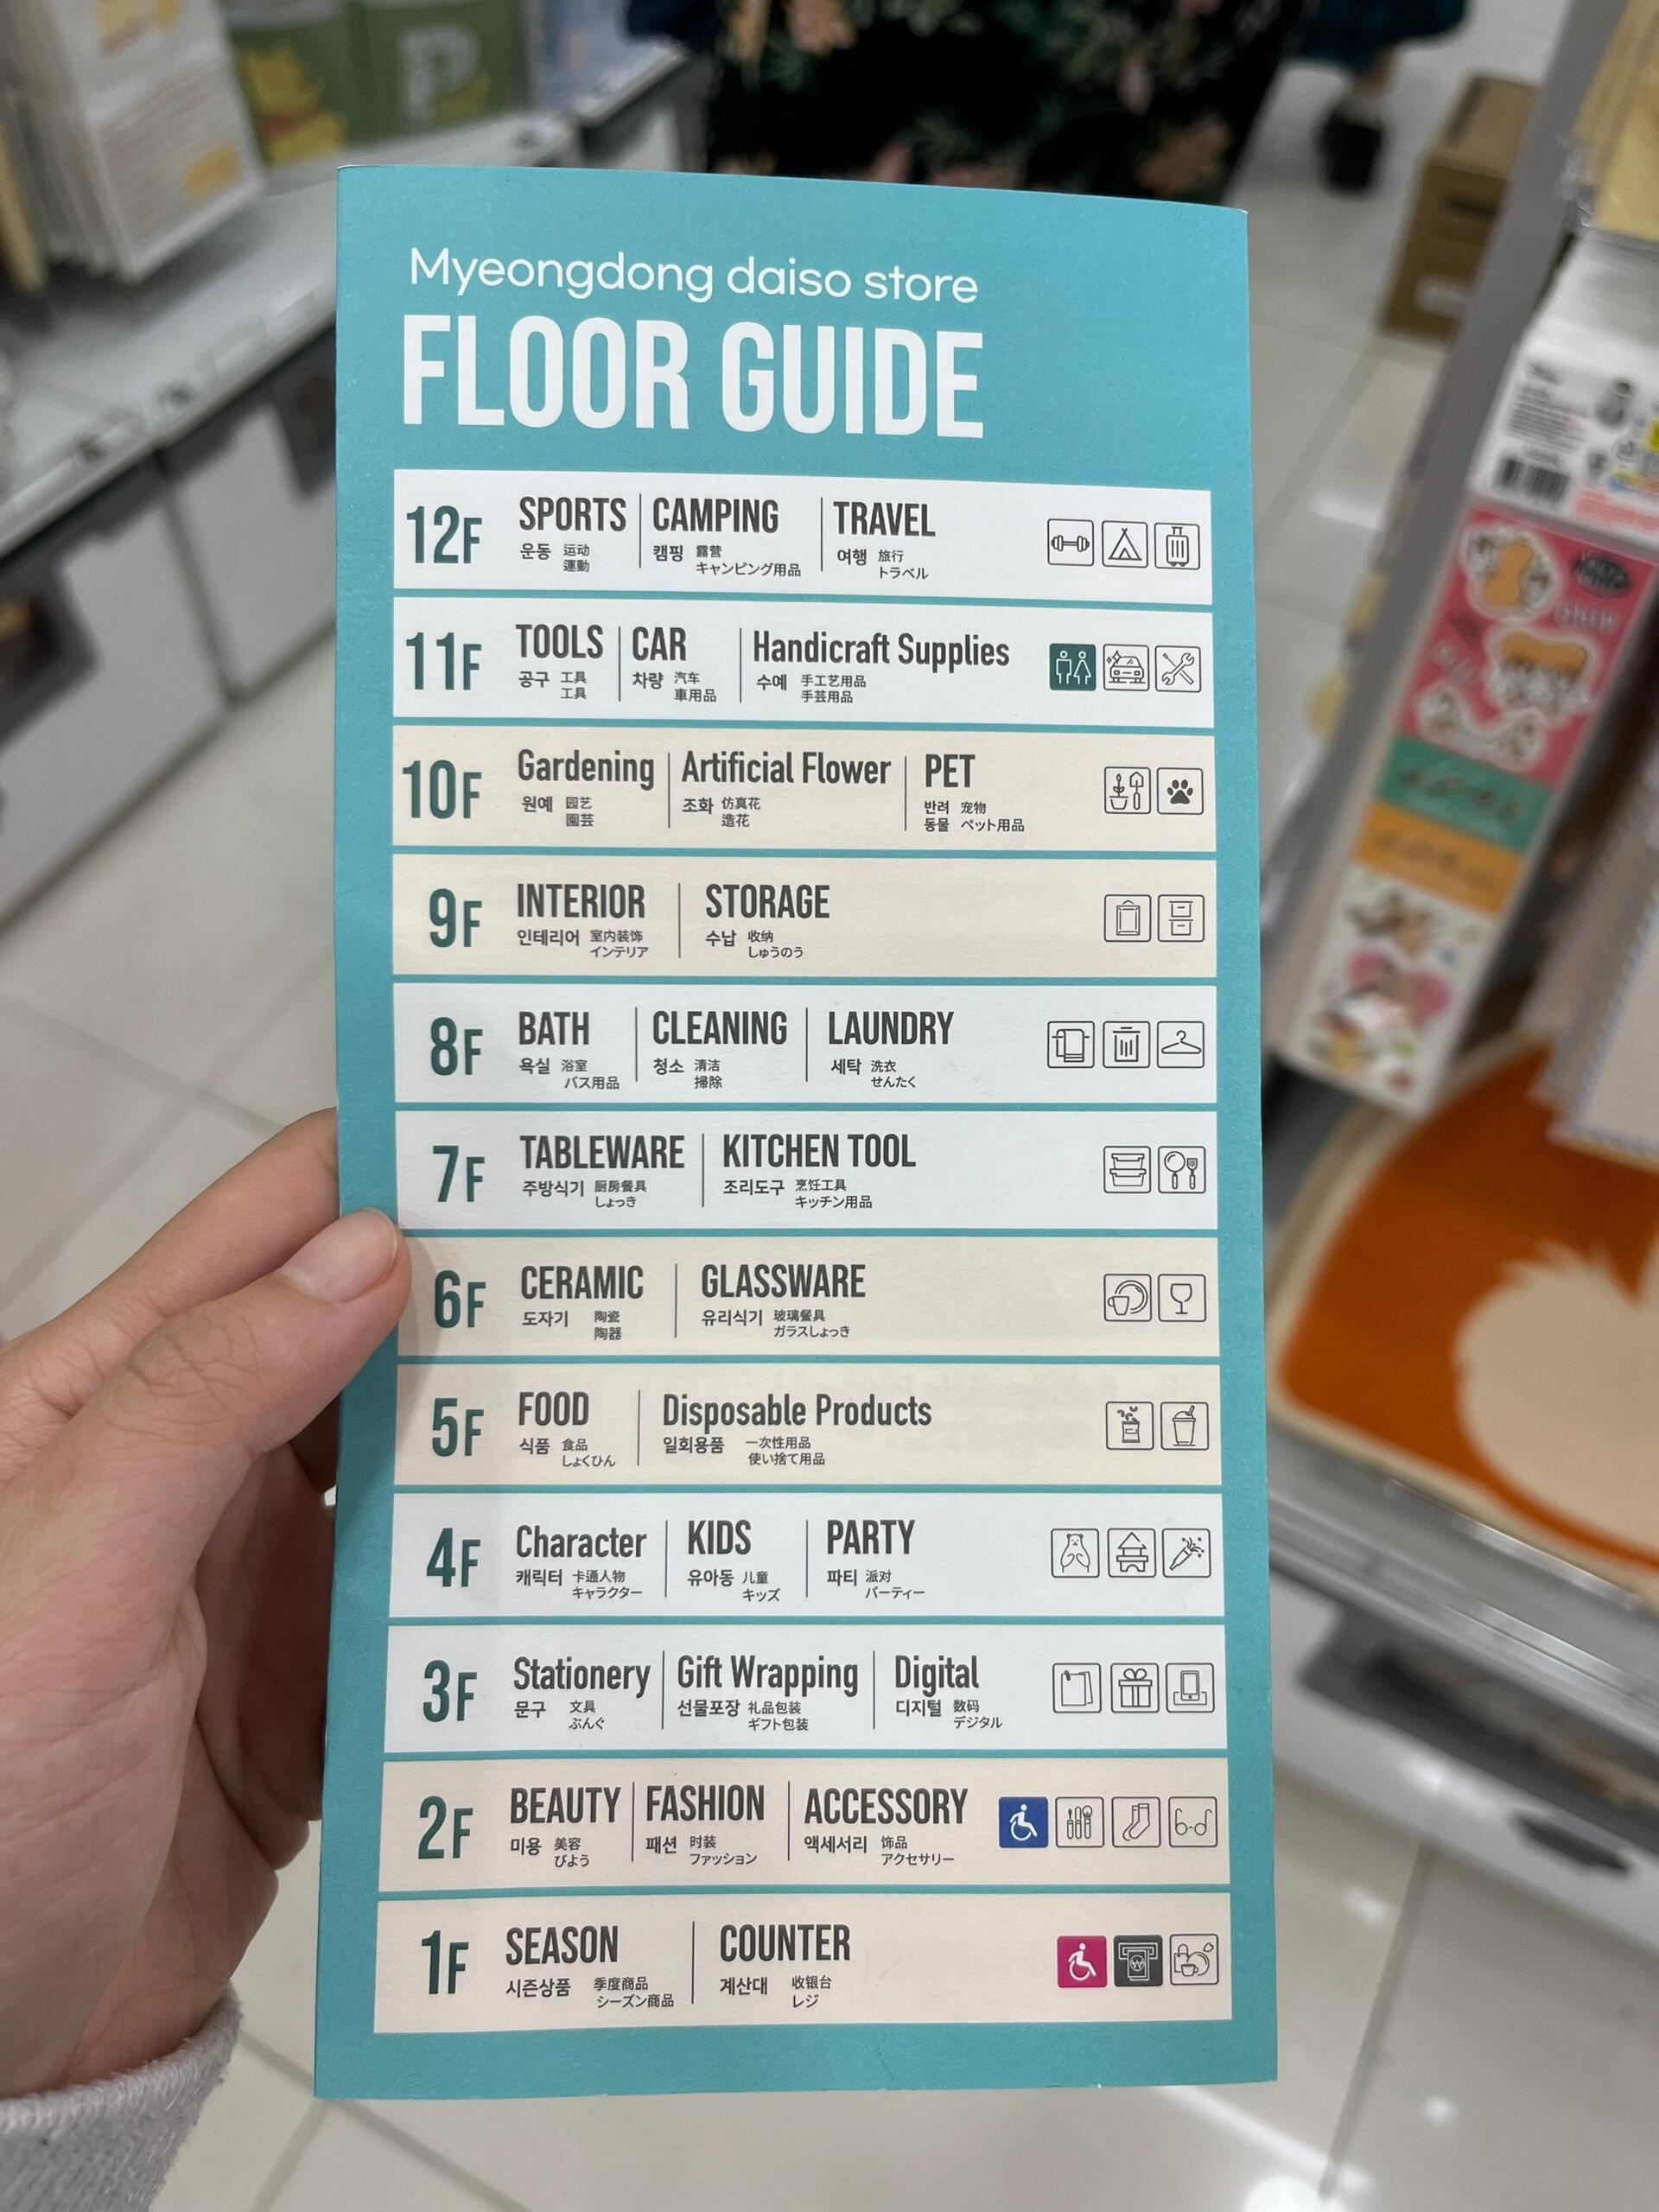 Myeongdong daiso store
FLOOR GUIDE
12F
SPORTS
운동 运动
運動
CAMPING
캠핑 露营
キャンピング用品
TRAVEL
여행 旅行
トラベル
11F
TOOLS
공구 工具
工具
CAR
차량 汽车
車用品
Handicraft Supplies
수예 手工艺用品
手芸用品
10F
Gardening
원예 园艺
園芸
Artificial Flower
조화 仿真花
造花
PET
반려 宠物
동물 ペット用品
9F
INTERIOR
인테리어 室内装饰
インテリア
STORAGE
수납 收纳
しゅうのう
8F
BATH
욕실 浴室
バス用品
CLEANING
청소 清洁
掃除
LAUNDRY
세탁 洗衣
せんたく
7F
TABLEWARE
주방식기 厨房餐具
しょっき
KITCHEN TOOL
조리도구 烹饪工具
キッチン用品
6F
CERAMIC
도자기 陶瓷
陶器
GLASSWARE
유리식기 玻璃餐具
ガラスしょっき
5F
FOOD
식품 食品
しょくひん
Disposable Products
일회용품 一次性用品
使い捨て用品
4F
Character
캐릭터 卡通人物
キャラクター
KIDS
유아동 儿童
キッズ
PARTY
파티 派对
パーティー
3F
Stationery
문구 文具
ぶんぐ
Gift Wrapping
선물포장 礼品包装
ギフト包装
Digital
디지털 数码
デジタル
2F
BEAUTY
미용 美容
びよう
FASHION
패션 时装
ファッション
ACCESSORY
액세서리 饰品
アクセサリー
1F
SEASON
시즌상품 季度商品
シーズン商品
COUNTER
계산대 收银台
レジ